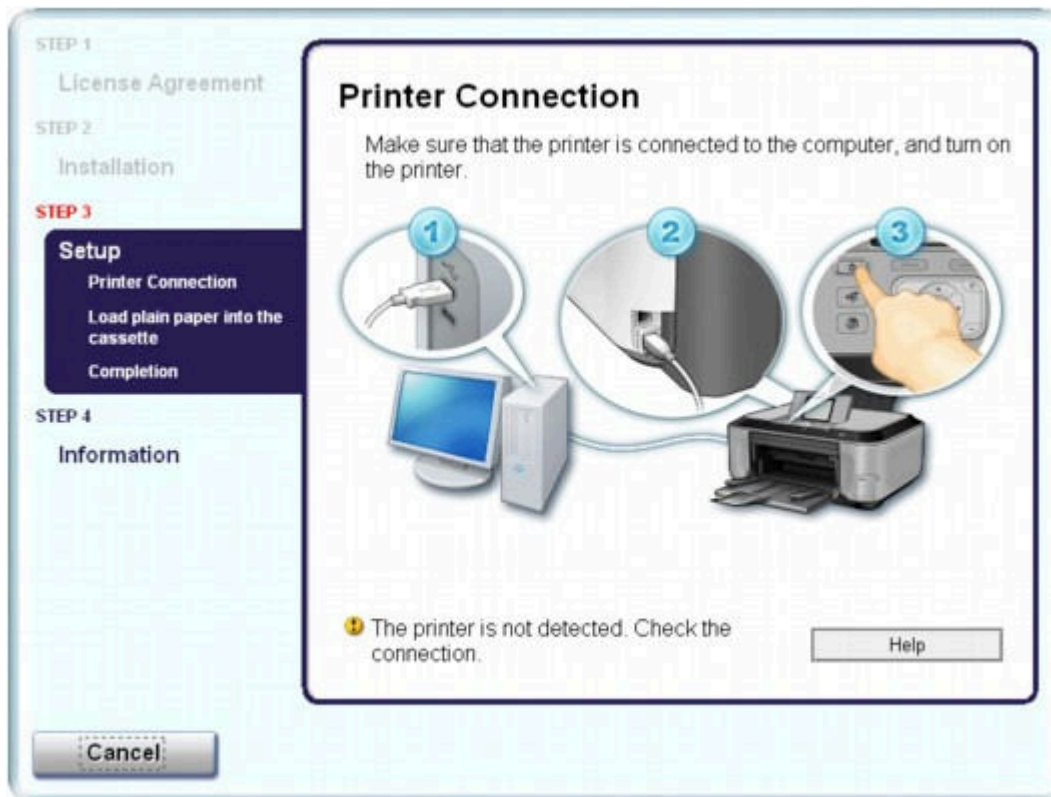 STEP 1
License Agreement
STEP 2
Installation
STEP 3
Setup
Printer Connection
Load plain paper into the
cassette
Completion
STEP 4
Information
Printer Connection
Make sure that the printer is connected to the computer, and turn on
the printer.
1
2
3
The printer is not detected. Check the
connection.
Help
Cancel